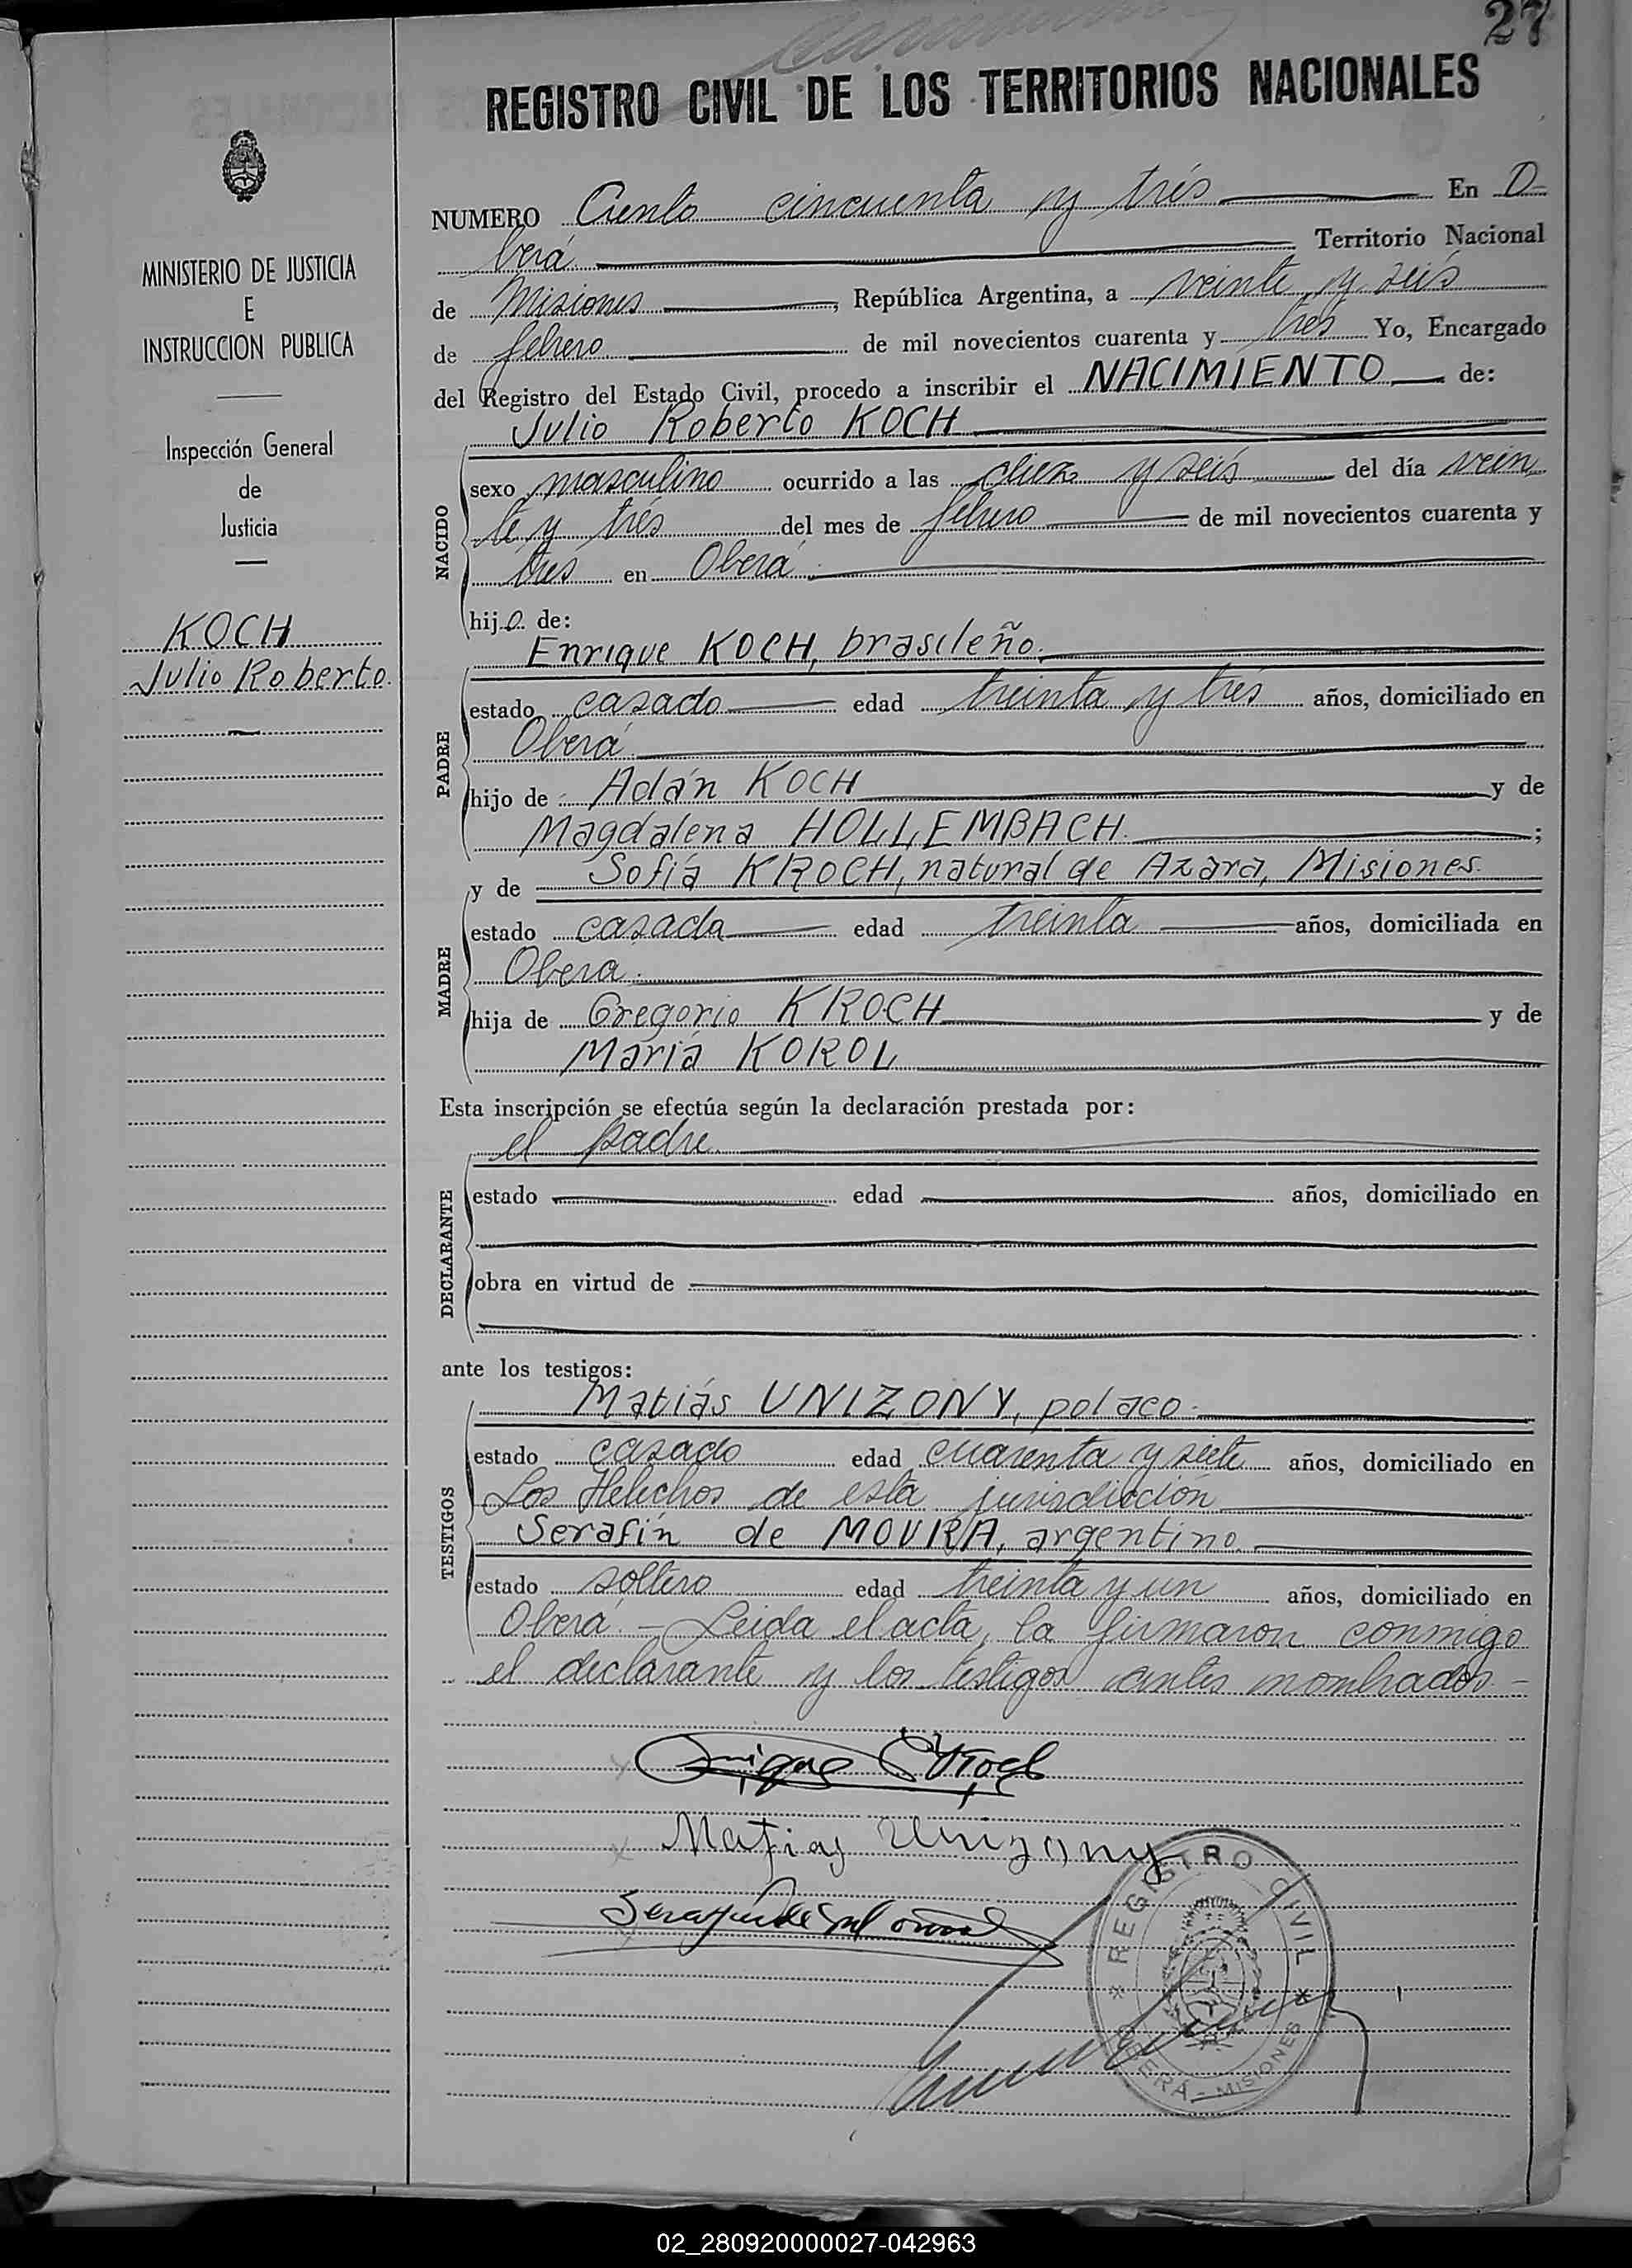 27
REGISTRO CIVIL DE LOS TERRITORIOS NACIONALES
MINISTERIO DE JUSTICIA
E
INSTRUCCION PUBLICA
Inspección General
de
Justicia
KOCH
Julio Roberto
NUMERO Ciento cincuenta y trés En O-
berá Territorio Nacional
de Misiones, República Argentina, a veinte y seis
de febrero de mil novecientos cuarenta y tres Yo, Encargado
del Registro del Estado Civil, procedo a inscribir el NACIMIENTO de:
Julio Roberto KOCH
NACIDO
sexo masculino ocurrido a las diez y seis del día vein
te y trés del mes de febrero de mil novecientos cuarenta y
tres en Oberá
hijo de:
Enrique KOCH, brasileño.
PADRE
estado casado edad treinta y trés años, domiciliado en
Oberá
hijo de Adán KOCH y de
Magdalena HOLLEMBACH ;
y de Sofía KROCH, natural de Azara, Misiones.
MADRE
estado casada edad treinta años, domiciliada en
Obera
hija de Gregorio KROCH y de
María KOROL
Esta inscripción se efectúa según la declaración prestada por:
el padre.
DECLARANTE
estado edad años, domiciliado en
obra en virtud de
ante los testigos:
Matiás UNIZONY, polaco.
TESTIGOS
estado casado edad cuarenta y siete años, domiciliado en
Los Helechos de esta jurisdicción
Serafín de MOURA, argentino.
estado soltero edad treinta y un años, domiciliado en
Oberá. - Leida el acta, la firmaron conmigo
el declarante y los testigos antes nombrados. -
Matias Unizony
REGISTRO CIVIL
OBERÁ - MISIONES
02_280920000027-042963